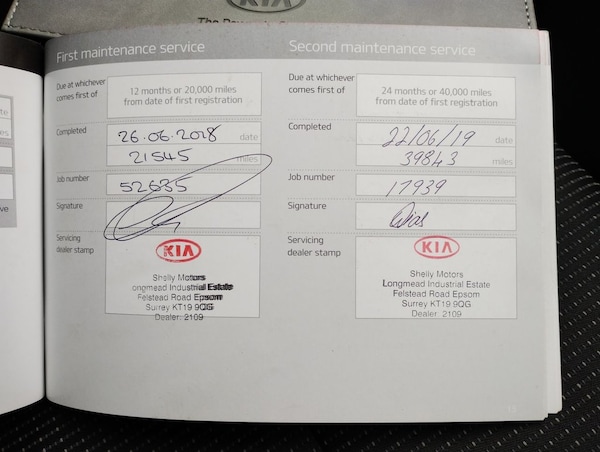 KIA
First maintenance service
Due at whichever comes first of
12 months or 20,000 miles
from date of first registration
Completed
26.06.2018 date
21545 miles
Job number
52635
Signature
Servicing
dealer stamp
KIA
Shelly Motors
ongmead Industrial Estate
Felstead Road Epsom
Surrey KT19 9QG
Dealer: 2109
Second maintenance service
Due at whichever
comes first of
24 months or 40,000 miles
from date of first registration
Completed
22/06/19 date
39843 miles
Job number
17939
Signature
Servicing
dealer stamp
KIA
Shelly Motors
Longmead Industrial Estate
Felstead Road Epsom
Surrey KT19 9QG
Dealer: 2109